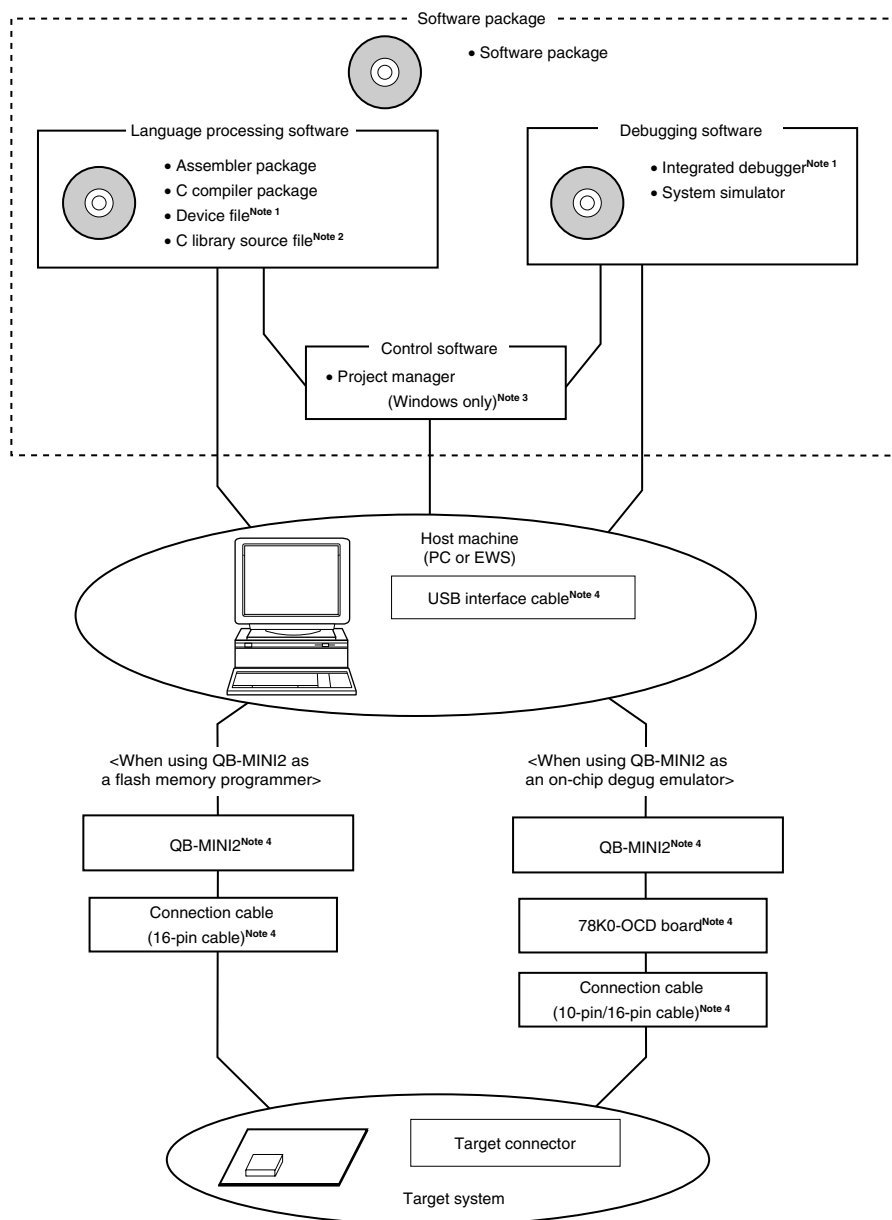 Software package
• Software package
Language processing software
• Assembler package
• C compiler package
• Device fileNote 1
• C library source fileNote 2
Debugging software
• Integrated debuggerNote 1
• System simulator
Control software
• Project manager
(Windows only)Note 3
Host machine
(PC or EWS)
USB interface cableNote 4
<When using QB-MINI2 as
a flash memory programmer>
QB-MINI2Note 4
Connection cable
(16-pin cable)Note 4
<When using QB-MINI2 as
an on-chip degug emulator>
QB-MINI2Note 4
78K0-OCD boardNote 4
Connection cable
(10-pin/16-pin cable)Note 4
Target connector
Target system